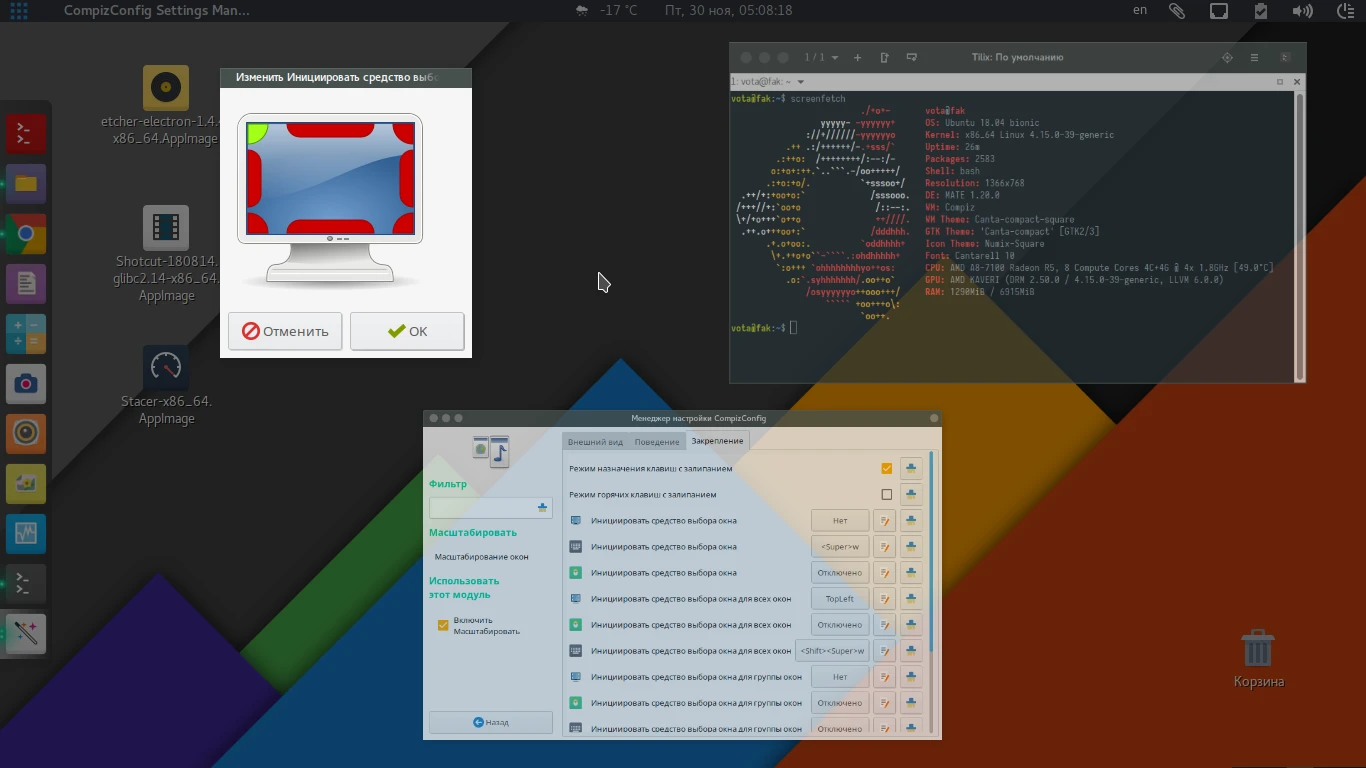 CompizConfig Settings Man...
-17 °C
Пт, 30 ноя, 05:08:18
en
etcher-electron-1.4.
x86_64.AppImage
Shotcut-180814.
glibc2.14-x86_64.
AppImage
Stacer-x86_64.
AppImage
Корзина
Изменить Инициировать средство выбо
Отменить
OK
1 / 1
Tilix: По умолчанию
1: vota@fak: ~
vota@fak:~$ screenfetch
vota@fak
OS: Ubuntu 18.04 bionic
Kernel: x86_64 Linux 4.15.0-39-generic
Uptime: 26m
Packages: 2583
Shell: bash
Resolution: 1366x768
DE: MATE 1.20.0
WM: Compiz
WM Theme: Canta-compact-square
GTK Theme: 'Canta-compact' [GTK2/3]
Icon Theme: Numix-Square
Font: Cantarell 10
CPU: AMD A8-7100 Radeon R5, 8 Compute Cores 4C+4G @ 4x 1.8GHz [49.0°C]
GPU: AMD KAVERI (DRM 2.50.0 / 4.15.0-39-generic, LLVM 6.0.0)
RAM: 1290MiB / 6915MiB
vota@fak:~$
Менеджер настройки CompizConfig
Фильтр
Масштабировать
Масштабирование окон
Использовать
этот модуль
Включить
Масштабировать
Назад
Внешний вид Поведение Закрепление
Режим назначения клавиш с залипанием
Режим горячих клавиш с залипанием
Инициировать средство выбора окна Нет
Инициировать средство выбора окна <Super>w
Инициировать средство выбора окна Отключено
Инициировать средство выбора окна для всех окон TopLeft
Инициировать средство выбора окна для всех окон Отключено
Инициировать средство выбора окна для всех окон <Shift><Super>w
Инициировать средство выбора окна для группы окон Нет
Инициировать средство выбора окна для группы окон Отключено
Инициировать средство выбора окна для группы окон Отключено